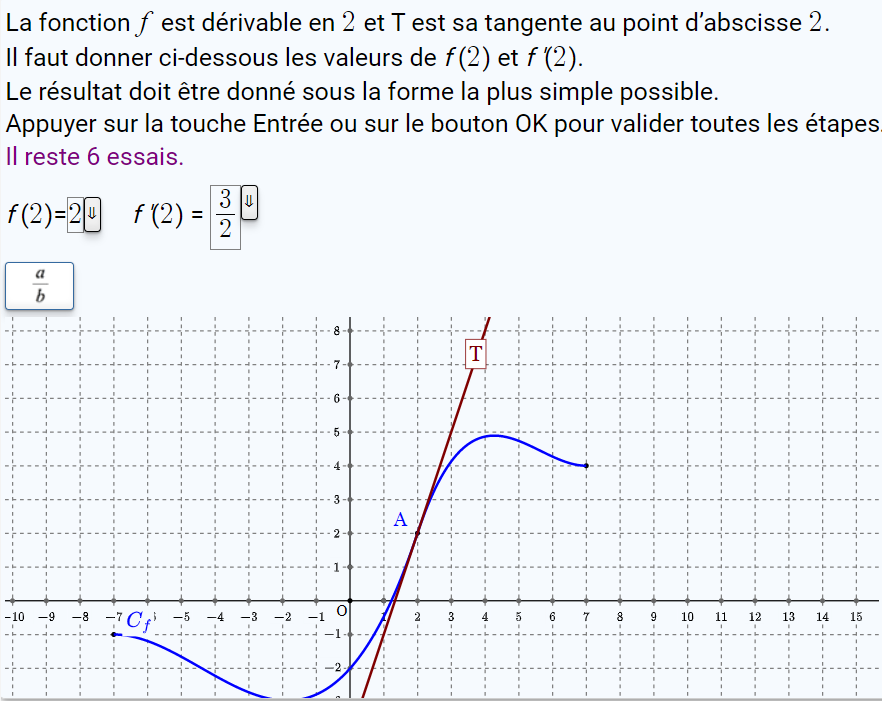 La fonction f est dérivable en 2 et T est sa tangente au point d’abscisse 2.
Il faut donner ci-dessous les valeurs de f(2) et f ′(2).
Le résultat doit être donné sous la forme la plus simple possible.
Appuyer sur la touche Entrée ou sur le bouton OK pour valider toutes les étapes.
Il reste 6 essais.
f(2)=2⇓ f ′(2) = 3/2 ⇓
a/b
8
7
T
6
5
4
3
A
2
1
O
−10 −9 −8 −7 C_f −5 −4 −3 −2 −1 1 2 3 4 5 6 7 8 9 10 11 12 13 14 15
−1
−2